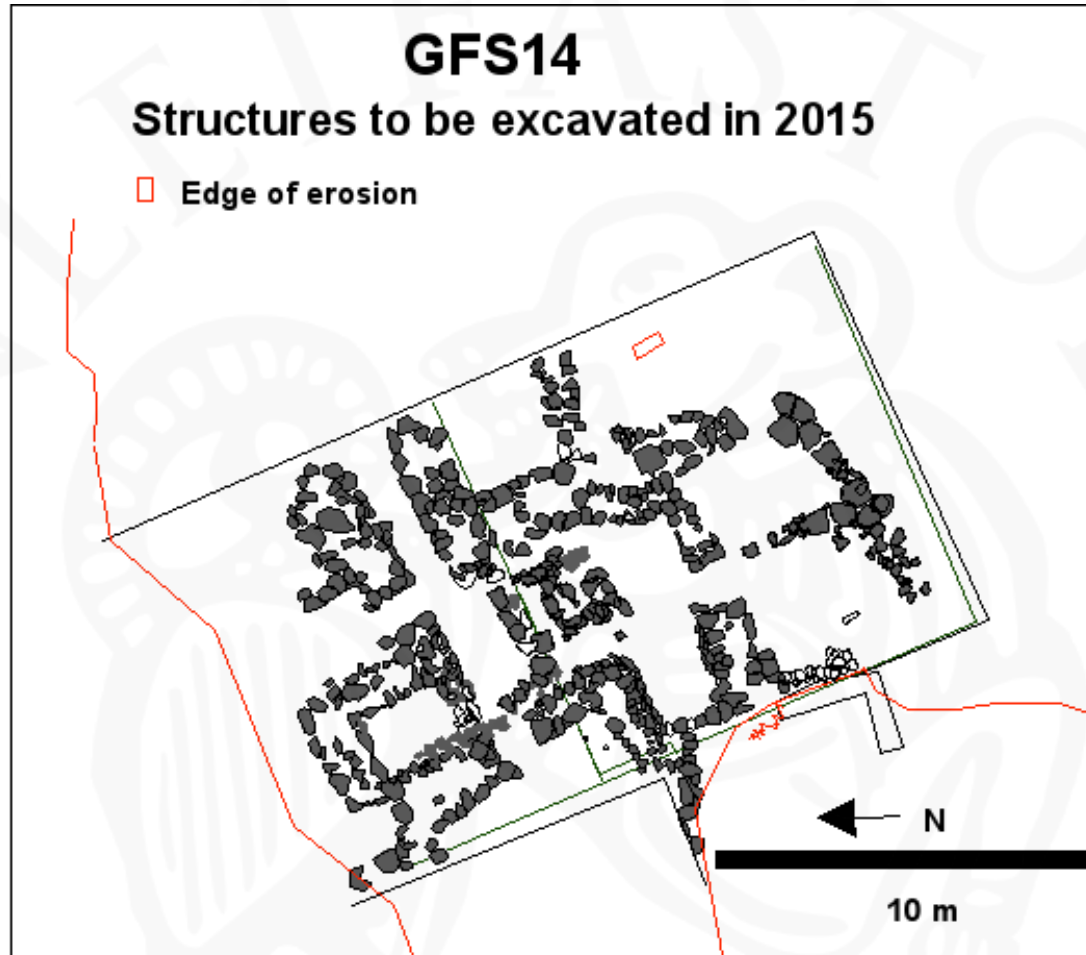 GFS14
Structures to be excavated in 2015
Edge of erosion
N
10 m